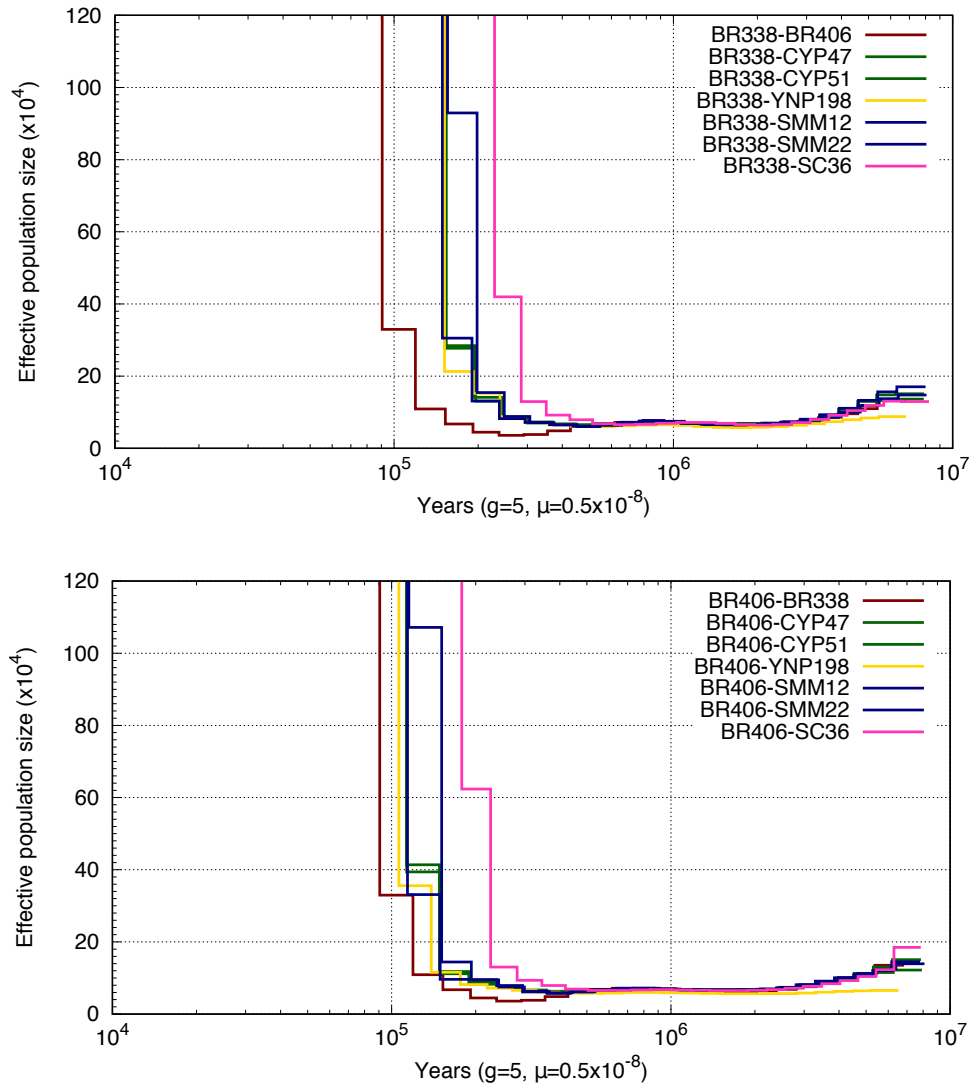 120
100
80
60
40
20
0
Effective population size (x10⁴)
BR338-BR406
BR338-CYP47
BR338-CYP51
BR338-YNP198
BR338-SMM12
BR338-SMM22
BR338-SC36
10⁴ 10⁵ 10⁶ 10⁷
Years (g=5, μ=0.5x10⁻⁸)
120
100
80
60
40
20
0
Effective population size (x10⁴)
BR406-BR338
BR406-CYP47
BR406-CYP51
BR406-YNP198
BR406-SMM12
BR406-SMM22
BR406-SC36
10⁴ 10⁵ 10⁶ 10⁷
Years (g=5, μ=0.5x10⁻⁸)